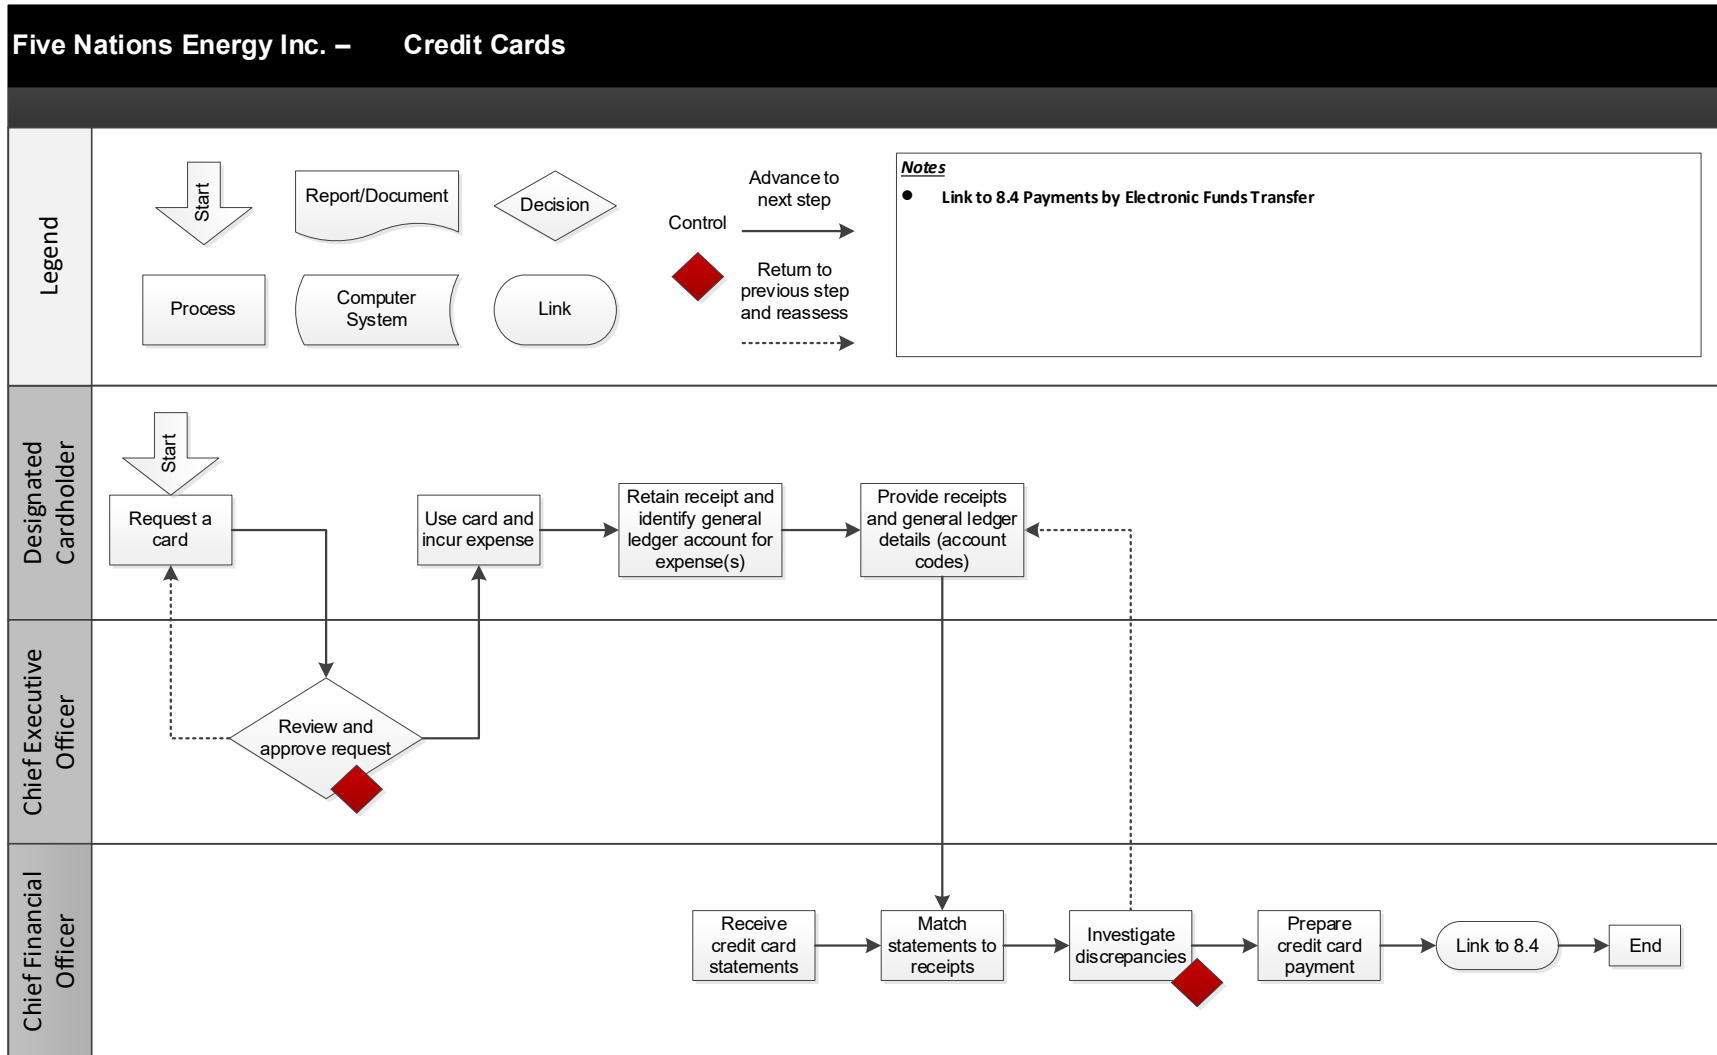 Five Nations Energy Inc. – Credit Cards
Legend
Start
Report/Document
Decision
Process
Computer
System
Link
Control
Advance to
next step
Return to
previous step
and reassess
Notes
● Link to 8.4 Payments by Electronic Funds Transfer
Designated
Cardholder
Start
Request a
card
Use card and
incur expense
Retain receipt and
identify general
ledger account for
expense(s)
Provide receipts
and general ledger
details (account
codes)
Chief Executive
Officer
Review and
approve request
Chief Financial
Officer
Receive
credit card
statements
Match
statements to
receipts
Investigate
discrepancies
Prepare
credit card
payment
Link to 8.4
End